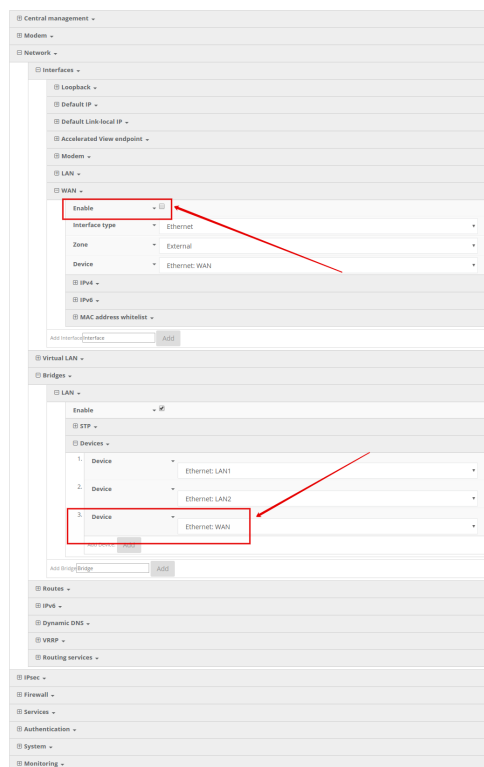 Central management
Modem
Network
Interfaces
Loopback
Default IP
Default Link-local IP
Accelerated View endpoint
Modem
LAN
WAN
Enable
Interface type Ethernet
Zone External
Device Ethernet: WAN
IPv4
IPv6
MAC address whitelist
Add Interface Interface Add
Virtual LAN
Bridges
LAN
Enable
STP
Devices
1. Device
Ethernet: LAN1
2. Device
Ethernet: LAN2
3. Device
Ethernet: WAN
Add Device Add
Add Bridge Bridge Add
Routes
IPv6
Dynamic DNS
VRRP
Routing services
IPsec
Firewall
Services
Authentication
System
Monitoring